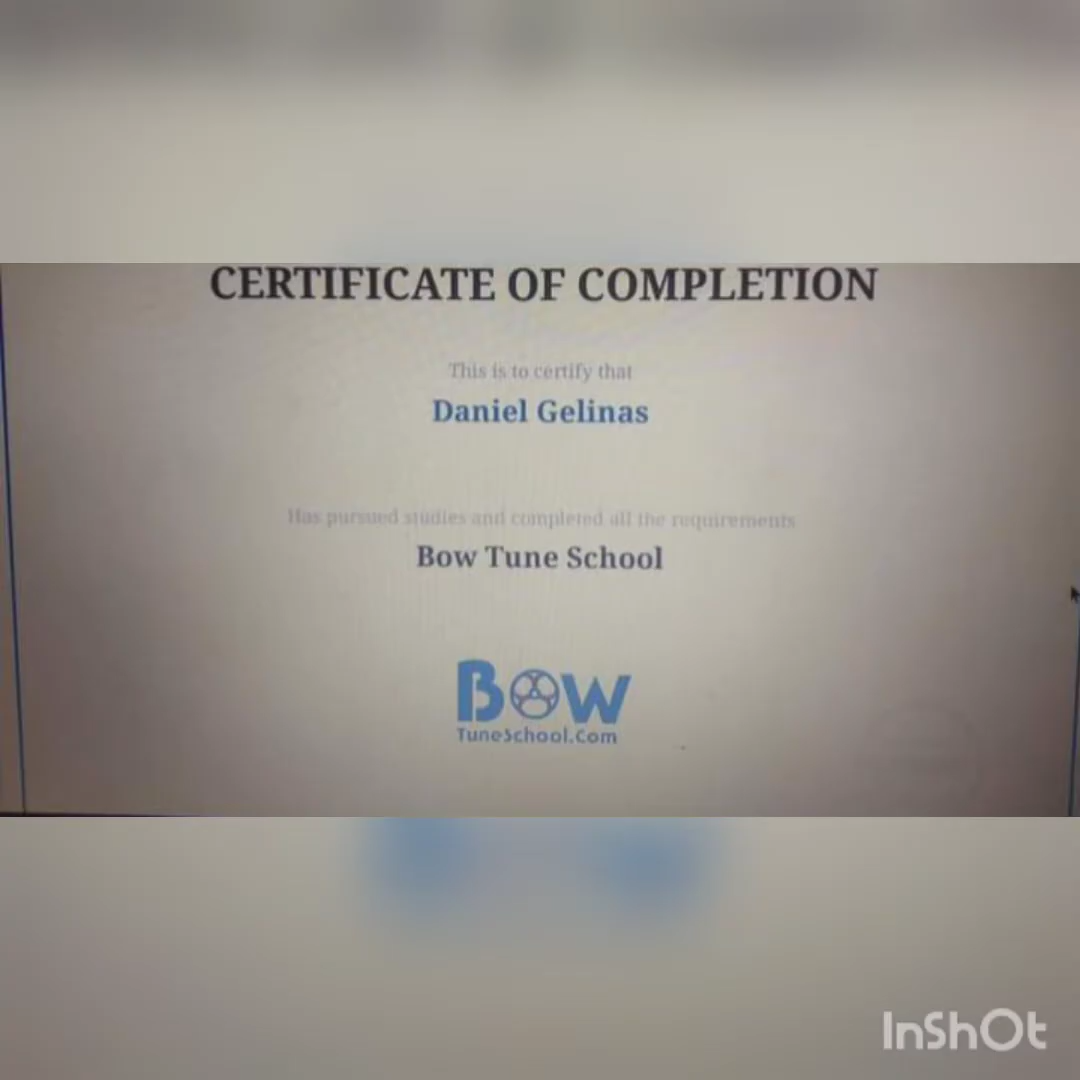 CERTIFICATE OF COMPLETION
This is to certify that
Daniel Gelinas
Has pursued studies and completed all the requirements
Bow Tune School
BOW
TuneSchool.Com
InShOt